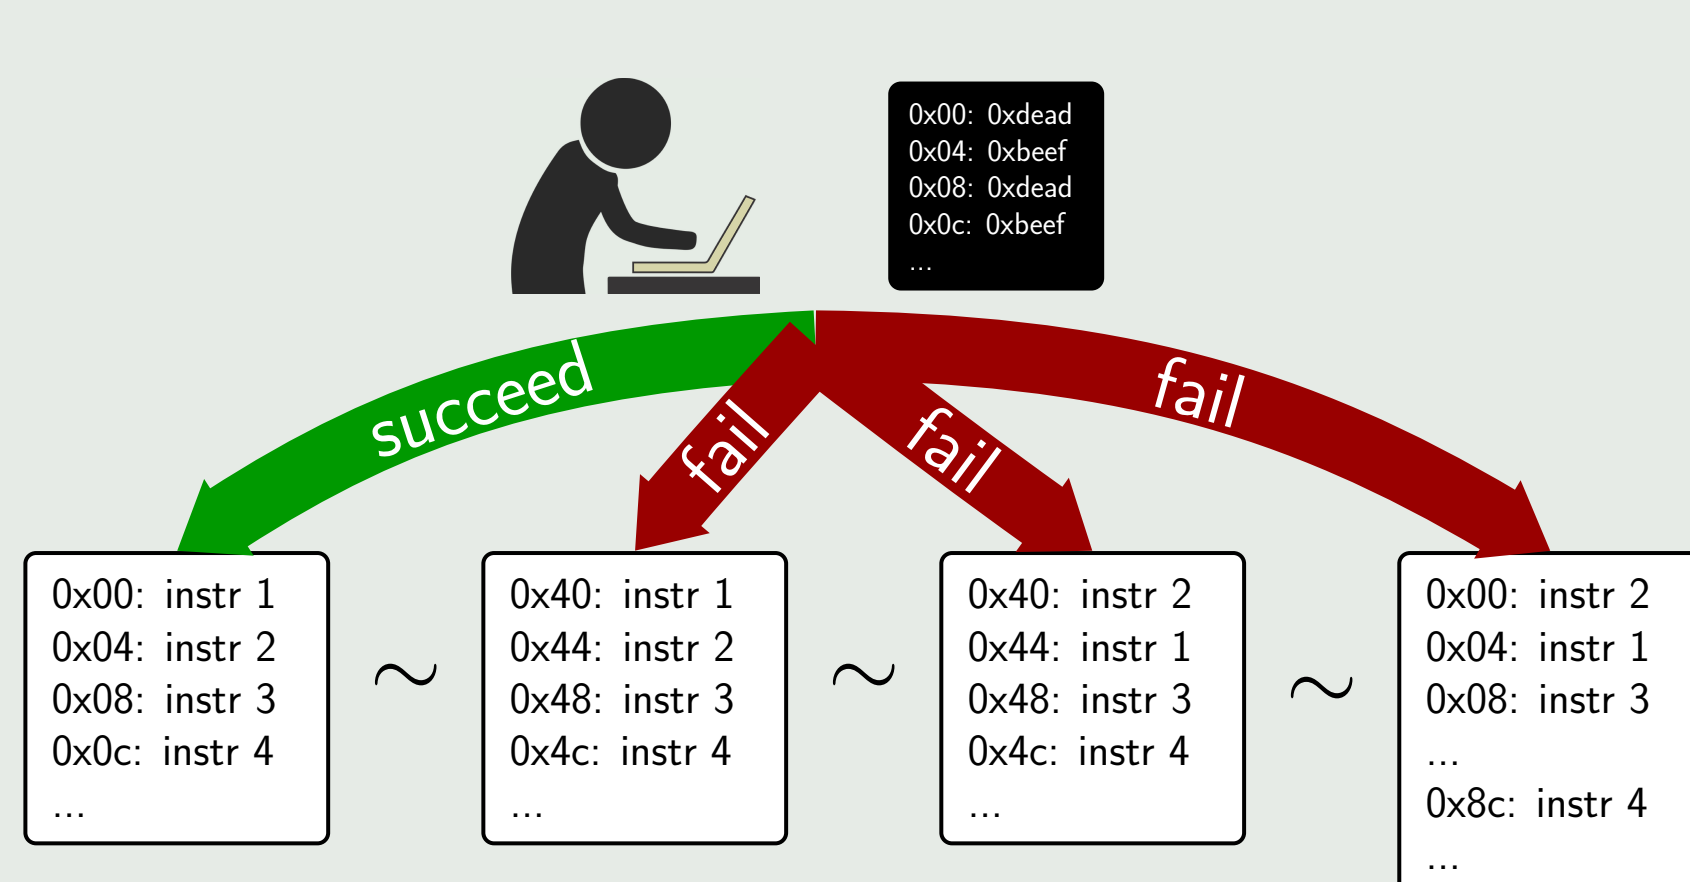 0x00: 0xdead
0x04: 0xbeef
0x08: 0xdead
0x0c: 0xbeef
...
succeed
fail
fail
fail
0x00: instr 1
0x04: instr 2
0x08: instr 3
0x0c: instr 4
...
~
0x40: instr 1
0x44: instr 2
0x48: instr 3
0x4c: instr 4
...
~
0x40: instr 2
0x44: instr 1
0x48: instr 3
0x4c: instr 4
...
~
0x00: instr 2
0x04: instr 1
0x08: instr 3
...
0x8c: instr 4
...